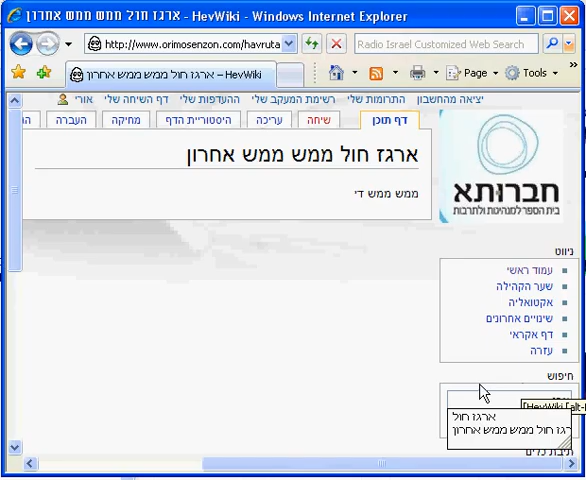 ארגז חול ממש ממש אחרון - HevWiki - Windows Internet Explorer
http://www.orimosenzon.com/havruta
Radio Israel Customized Web Search
ארגז חול ממש ממש אחרון – HevWiki
Page
Tools
אורי דף השיחה שלי ההעדפות שלי רשימת המעקב שלי התרומות שלי יציאה מהחשבון
דף תוכן שיחה עריכה היסטוריית הדף מחיקה העברה
ארגז חול ממש ממש אחרון
ממש ממש די
חברותא
בית הספר למנהיגות ולתרבות
ניווט
עמוד ראשי
שער הקהילה
אקטואליה
שינויים אחרונים
דף אקראי
עזרה
חיפוש
[HevWiki [alt-
ארגז חול
ארגז חול ממש ממש אחרון
תיבת כלים